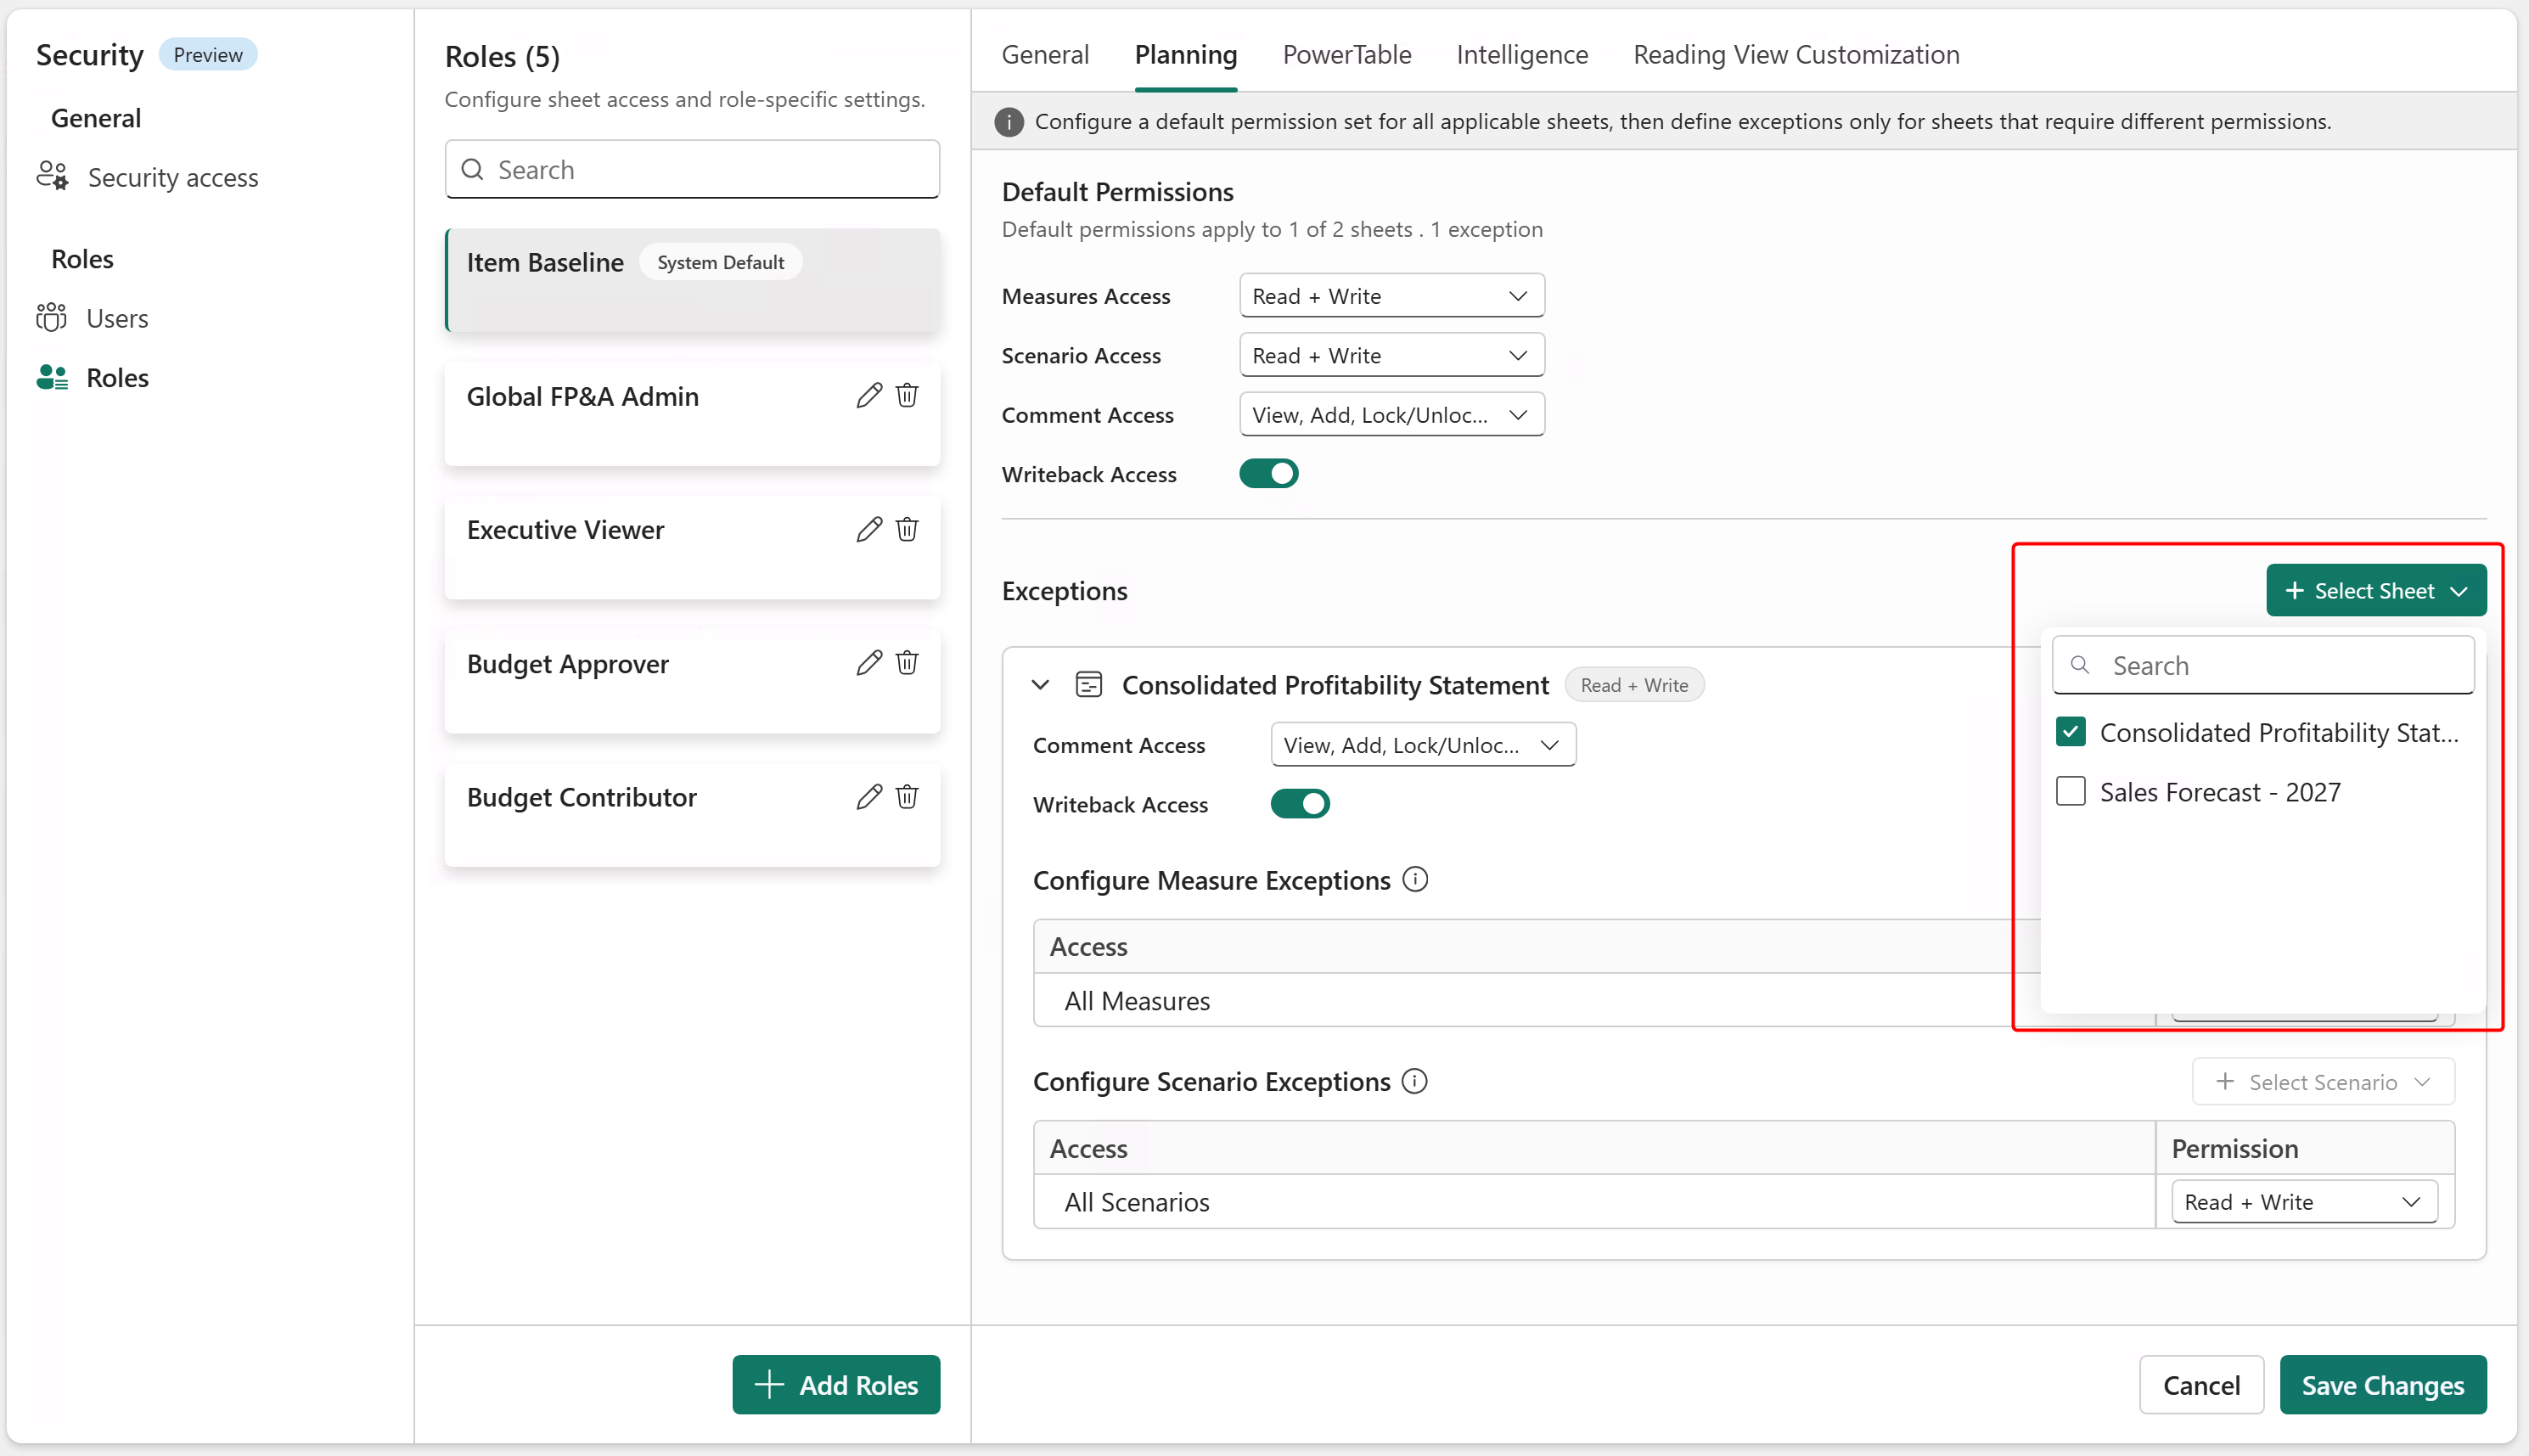 Security Preview
General
Security access
Roles
Users
Roles
Roles (5)
Configure sheet access and role-specific settings.
Search
Item Baseline System Default
Global FP&A Admin
Executive Viewer
Budget Approver
Budget Contributor
Add Roles
General Planning PowerTable Intelligence Reading View Customization
Configure a default permission set for all applicable sheets, then define exceptions only for sheets that require different permissions.
Default Permissions
Default permissions apply to 1 of 2 sheets . 1 exception
Measures Access Read + Write
Scenario Access Read + Write
Comment Access View, Add, Lock/Unloc...
Writeback Access
Exceptions
Select Sheet
Search
Consolidated Profitability Stat...
Sales Forecast - 2027
Consolidated Profitability Statement Read + Write
Comment Access View, Add, Lock/Unloc...
Writeback Access
Configure Measure Exceptions
Access
All Measures
Configure Scenario Exceptions
Select Scenario
Access Permission
All Scenarios Read + Write
Cancel Save Changes